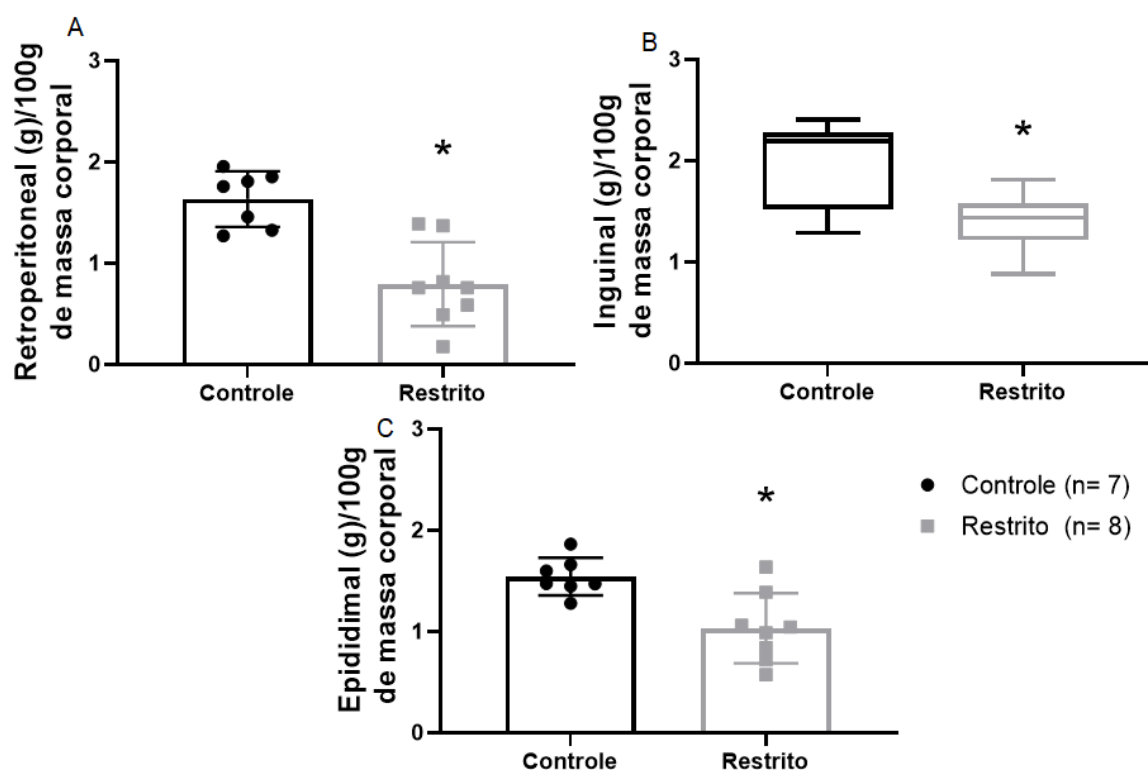 A
Retroperitoneal (g)/100g
de massa corporal
3
2
1
0
*
Controle
Restrito
B
Inguinal (g)/100g
de massa corporal
3
2
1
0
*
Controle
Restrito
C
Epididimal (g)/100g
de massa corporal
3
2
1
0
*
Controle
Restrito
Controle (n= 7)
Restrito (n= 8)